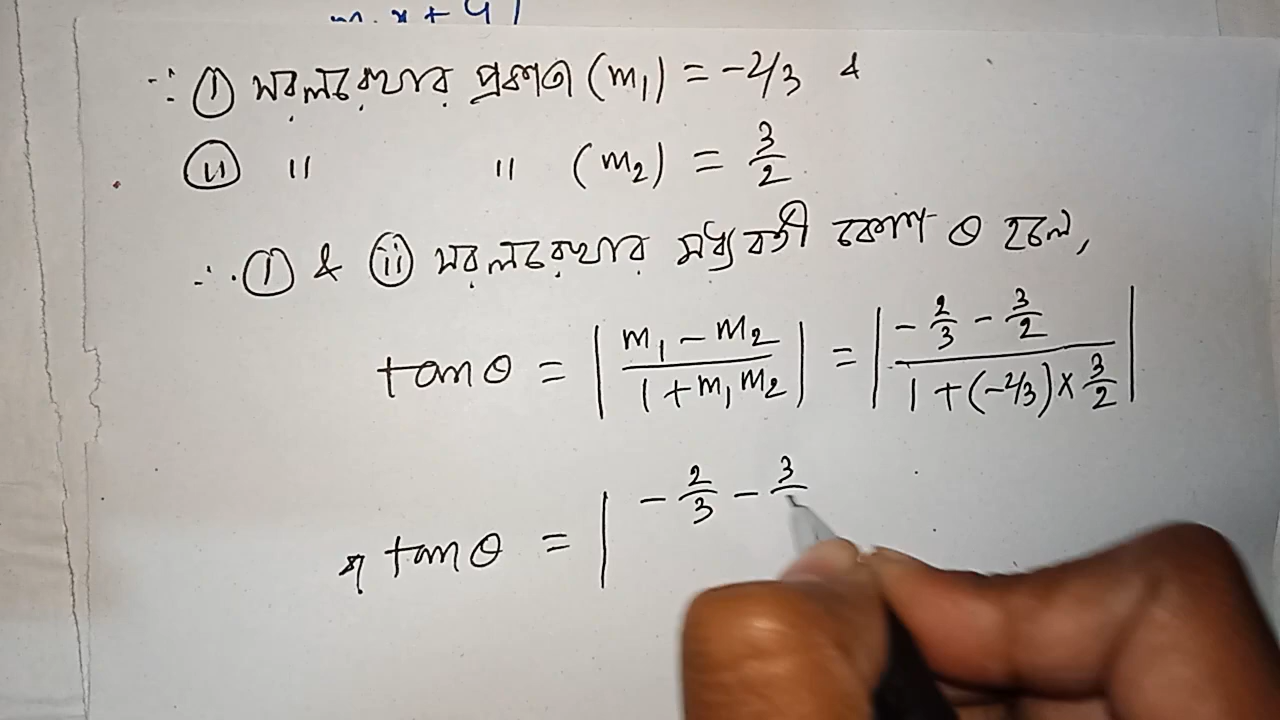 ∵ (i) সরলরেখার প্রবণতা (m₁) = -2/3 &
(ii) " " (m₂) = 3/2
∴ (i) & (ii) সরলরেখার মধ্যবর্তী কোণ θ হলে,
tanθ = |(m₁ - m₂)/(1 + m₁m₂)| = |(-2/3 - 3/2)/(1 + (-2/3) × 3/2)|
বা tanθ = | -2/3 - 3/